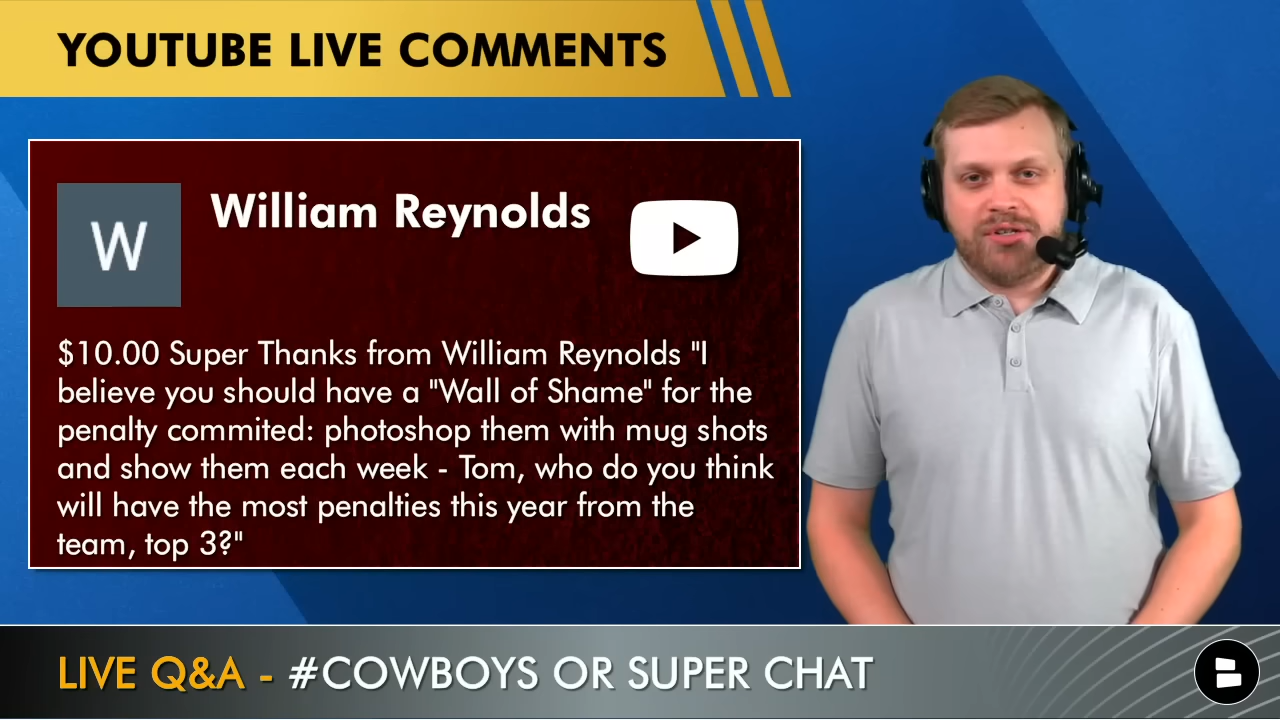 YOUTUBE LIVE COMMENTS
W
William Reynolds
$10.00 Super Thanks from William Reynolds "I
believe you should have a "Wall of Shame" for the
penalty commited: photoshop them with mug shots
and show them each week - Tom, who do you think
will have the most penalties this year from the
team, top 3?"
LIVE Q&A - #COWBOYS OR SUPER CHAT